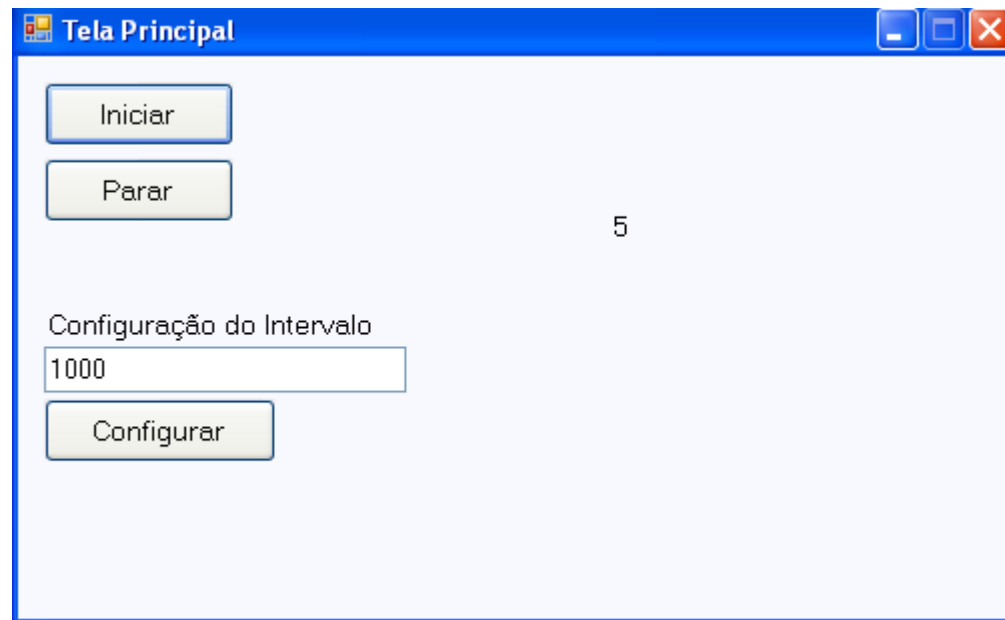 Tela Principal
Iniciar
Parar
5
Configuração do Intervalo
1000
Configurar